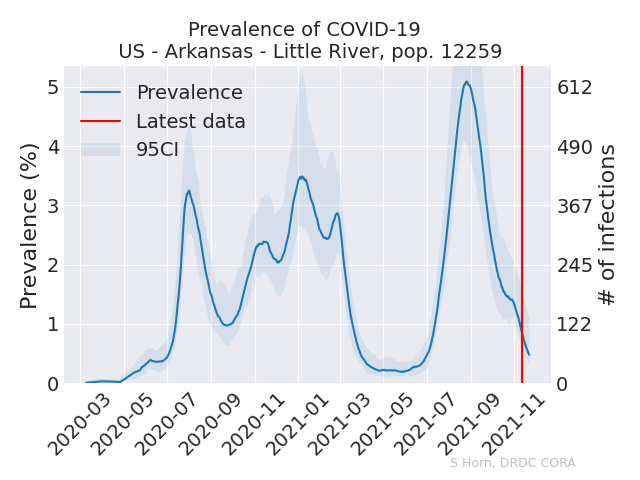 Prevalence of COVID-19
US - Arkansas - Little River, pop. 12259
Prevalence
Latest data
95CI
Prevalence (%)
5
4
3
2
1
0
612
490
367
245
122
0
# of infections
2020-03
2020-05
2020-07
2020-09
2020-11
2021-01
2021-03
2021-05
2021-07
2021-09
2021-11
S Horn, DRDC CORA